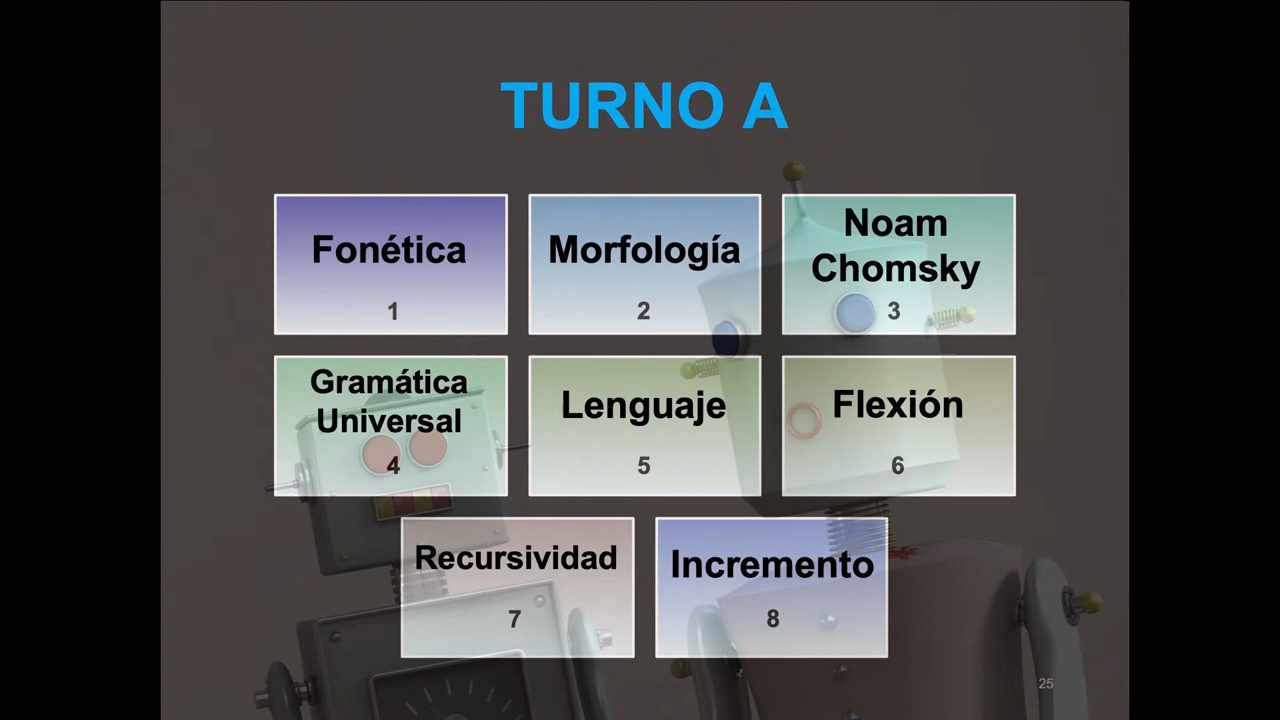 TURNO A
Fonética
1
Morfología
2
Noam
Chomsky
3
Gramática
Universal
4
Lenguaje
5
Flexión
6
Recursividad
7
Incremento
8
25